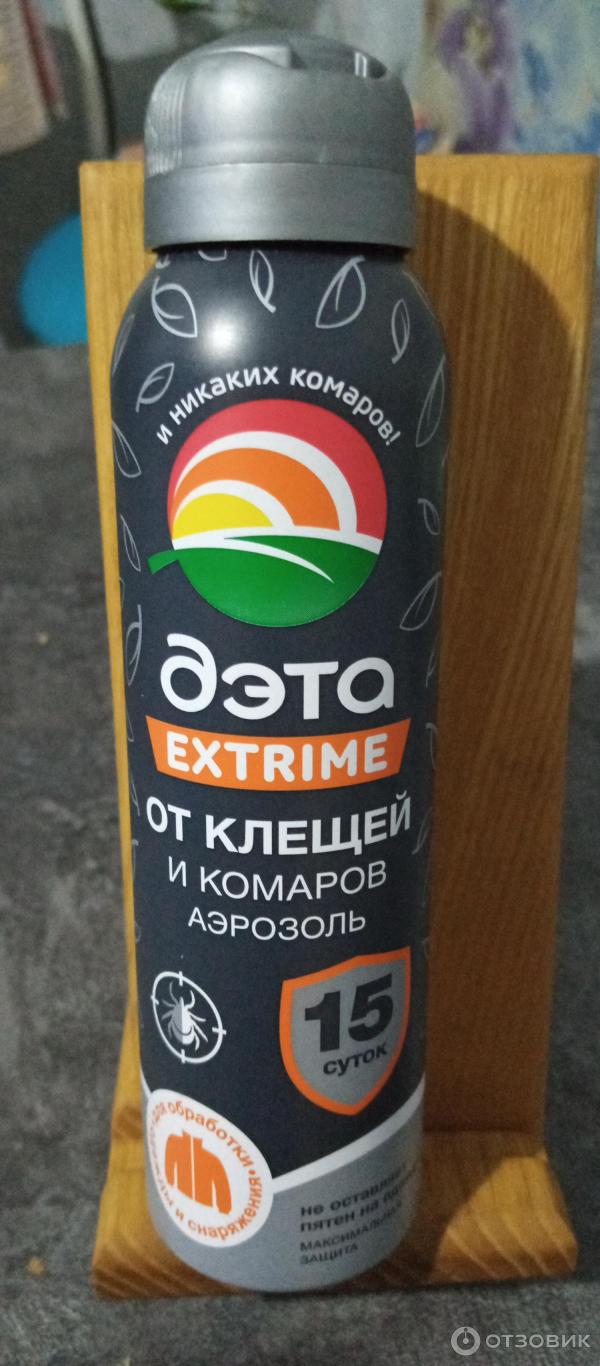 и никаких комаров!
дэта
EXTRIME
ОТ КЛЕЩЕЙ
И КОМАРОВ
АЭРОЗОЛЬ
15
суток
для обработки
и снаряжения
не оставляет
пятен на
МАКСИМАЛЬНАЯ
ЗАЩИТА
ОТЗОВИК